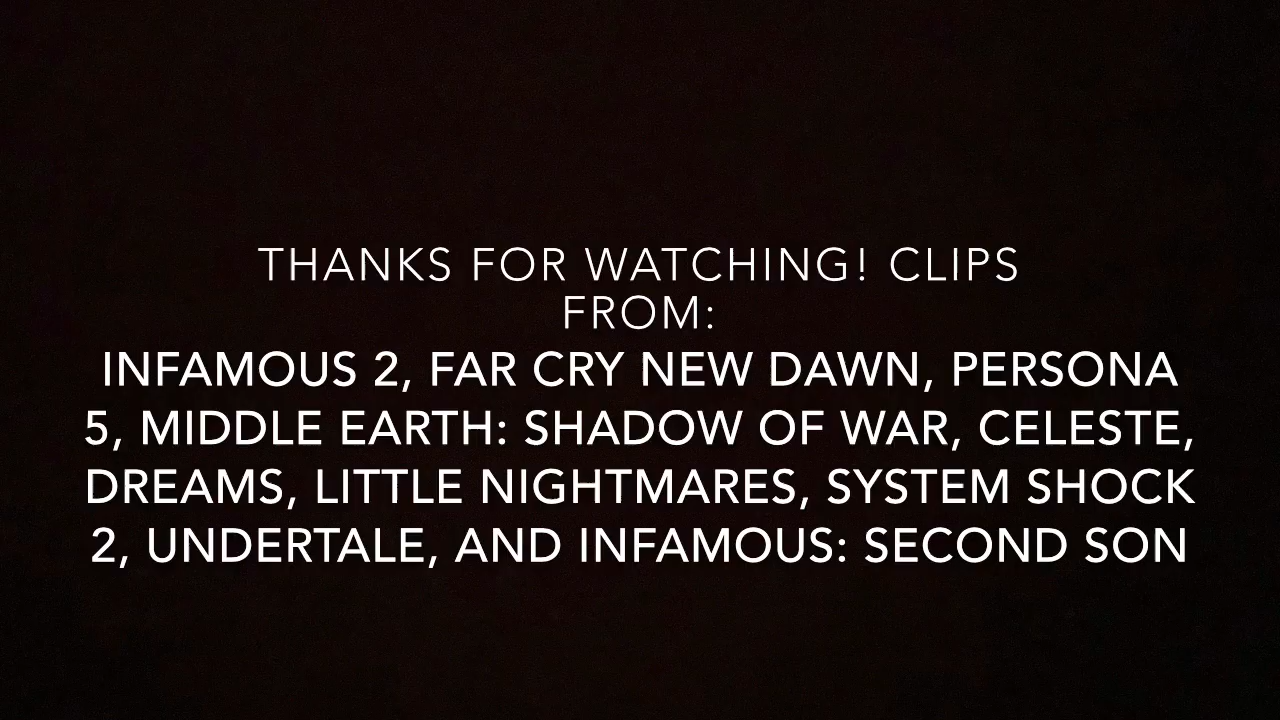 THANKS FOR WATCHING! CLIPS
FROM:
INFAMOUS 2, FAR CRY NEW DAWN, PERSONA
5, MIDDLE EARTH: SHADOW OF WAR, CELESTE,
DREAMS, LITTLE NIGHTMARES, SYSTEM SHOCK
2, UNDERTALE, AND INFAMOUS: SECOND SON